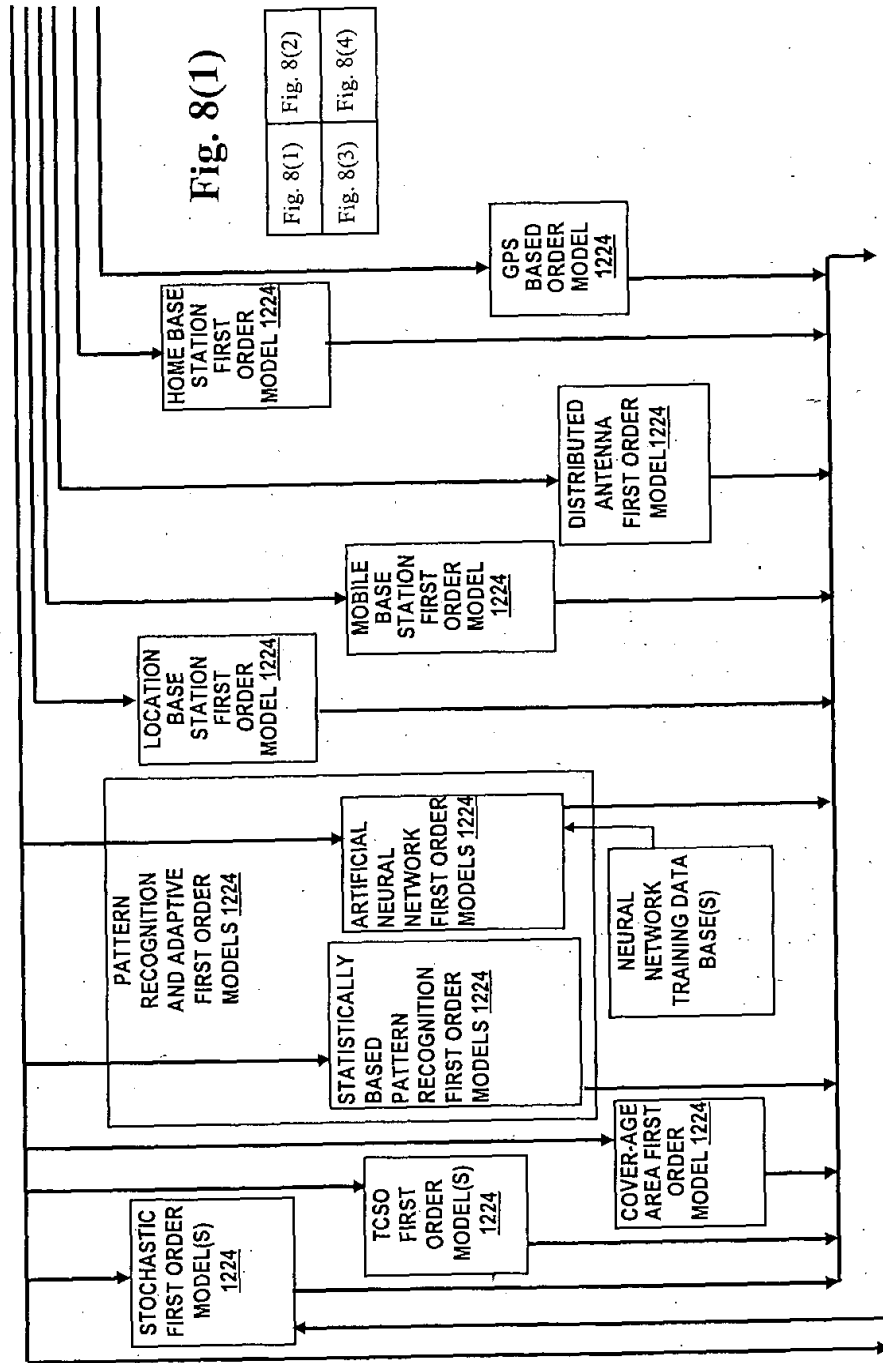 Fig. 8(1)
Fig. 8(1) Fig. 8(2)
Fig. 8(3) Fig. 8(4)
STOCHASTIC
FIRST ORDER
MODEL(S)
1224
TCSO
FIRST
ORDER
MODEL(S)
1224
COVER-AGE
AREA FIRST
ORDER
MODEL 1224
PATTERN
RECOGNITION
AND ADAPTIVE
FIRST ORDER
MODELS 1224
STATISTICALLY
BASED
PATTERN
RECOGNITION
FIRST ORDER
MODELS 1224
ARTIFICIAL
NEURAL
NETWORK
FIRST ORDER
MODELS 1224
NEURAL
NETWORK
TRAINING DATA
BASE(S)
LOCATION
BASE
STATION
FIRST
ORDER
MODEL 1224
MOBILE
BASE
STATION
FIRST
ORDER
MODEL
1224
DISTRIBUTED
ANTENNA
FIRST ORDER
MODEL1224
HOME BASE
STATION
FIRST
ORDER
MODEL 1224
GPS
BASED
ORDER
MODEL
1224